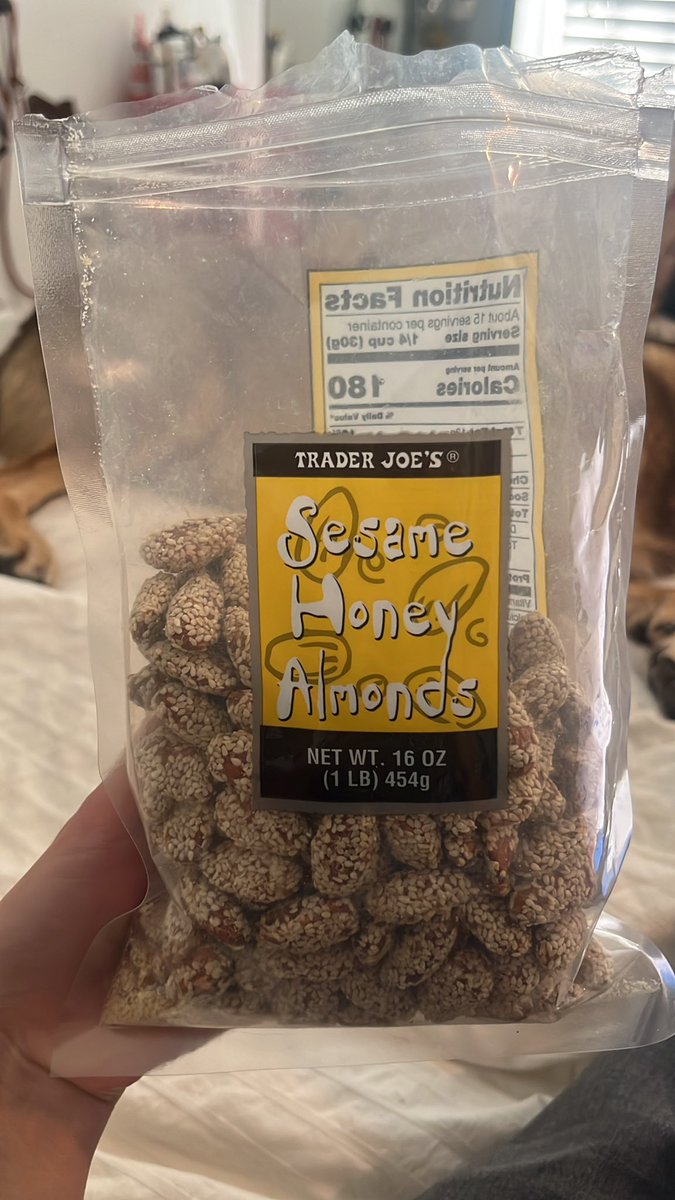 Nutrition Facts
About 15 servings per container
Serving size 1/4 cup (30g)
Amount per serving
Calories 180
% Daily Value*
TRADER JOE'S®
Sesame
Honey
Almonds
NET WT. 16 OZ
(1 LB) 454g